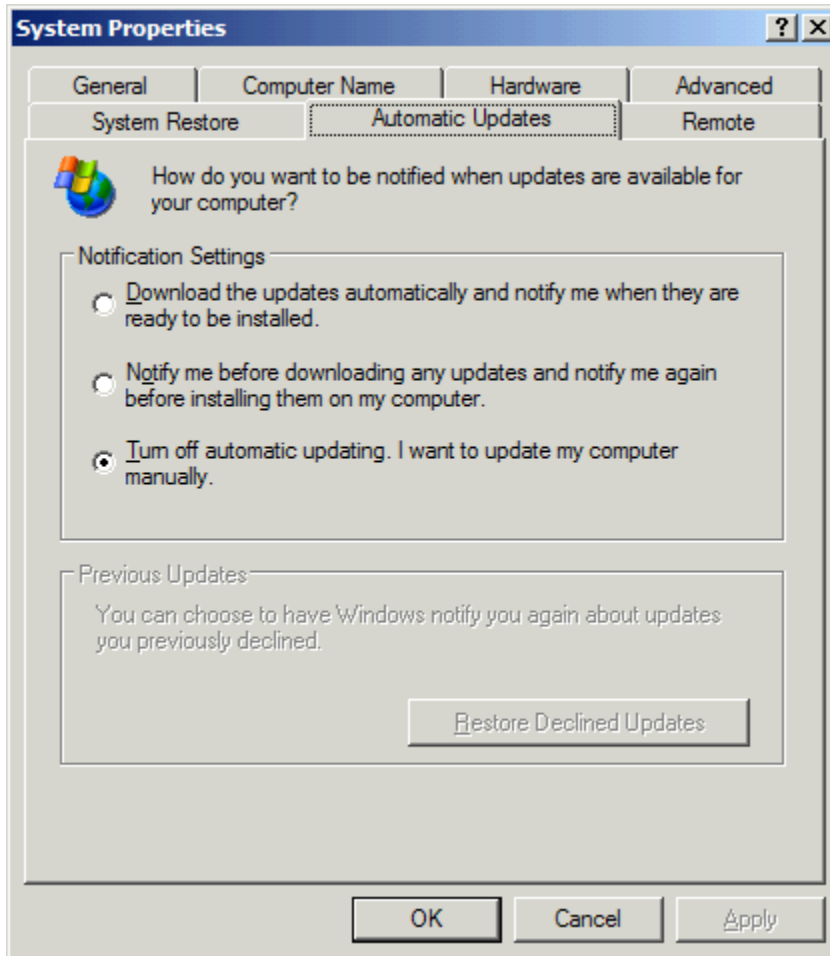 System Properties
General
Computer Name
Hardware
Advanced
System Restore
Automatic Updates
Remote
How do you want to be notified when updates are available for
your computer?
Notification Settings
Download the updates automatically and notify me when they are
ready to be installed.
Notify me before downloading any updates and notify me again
before installing them on my computer.
Turn off automatic updating. I want to update my computer
manually.
Previous Updates
You can choose to have Windows notify you again about updates
you previously declined.
Restore Declined Updates
OK
Cancel
Apply